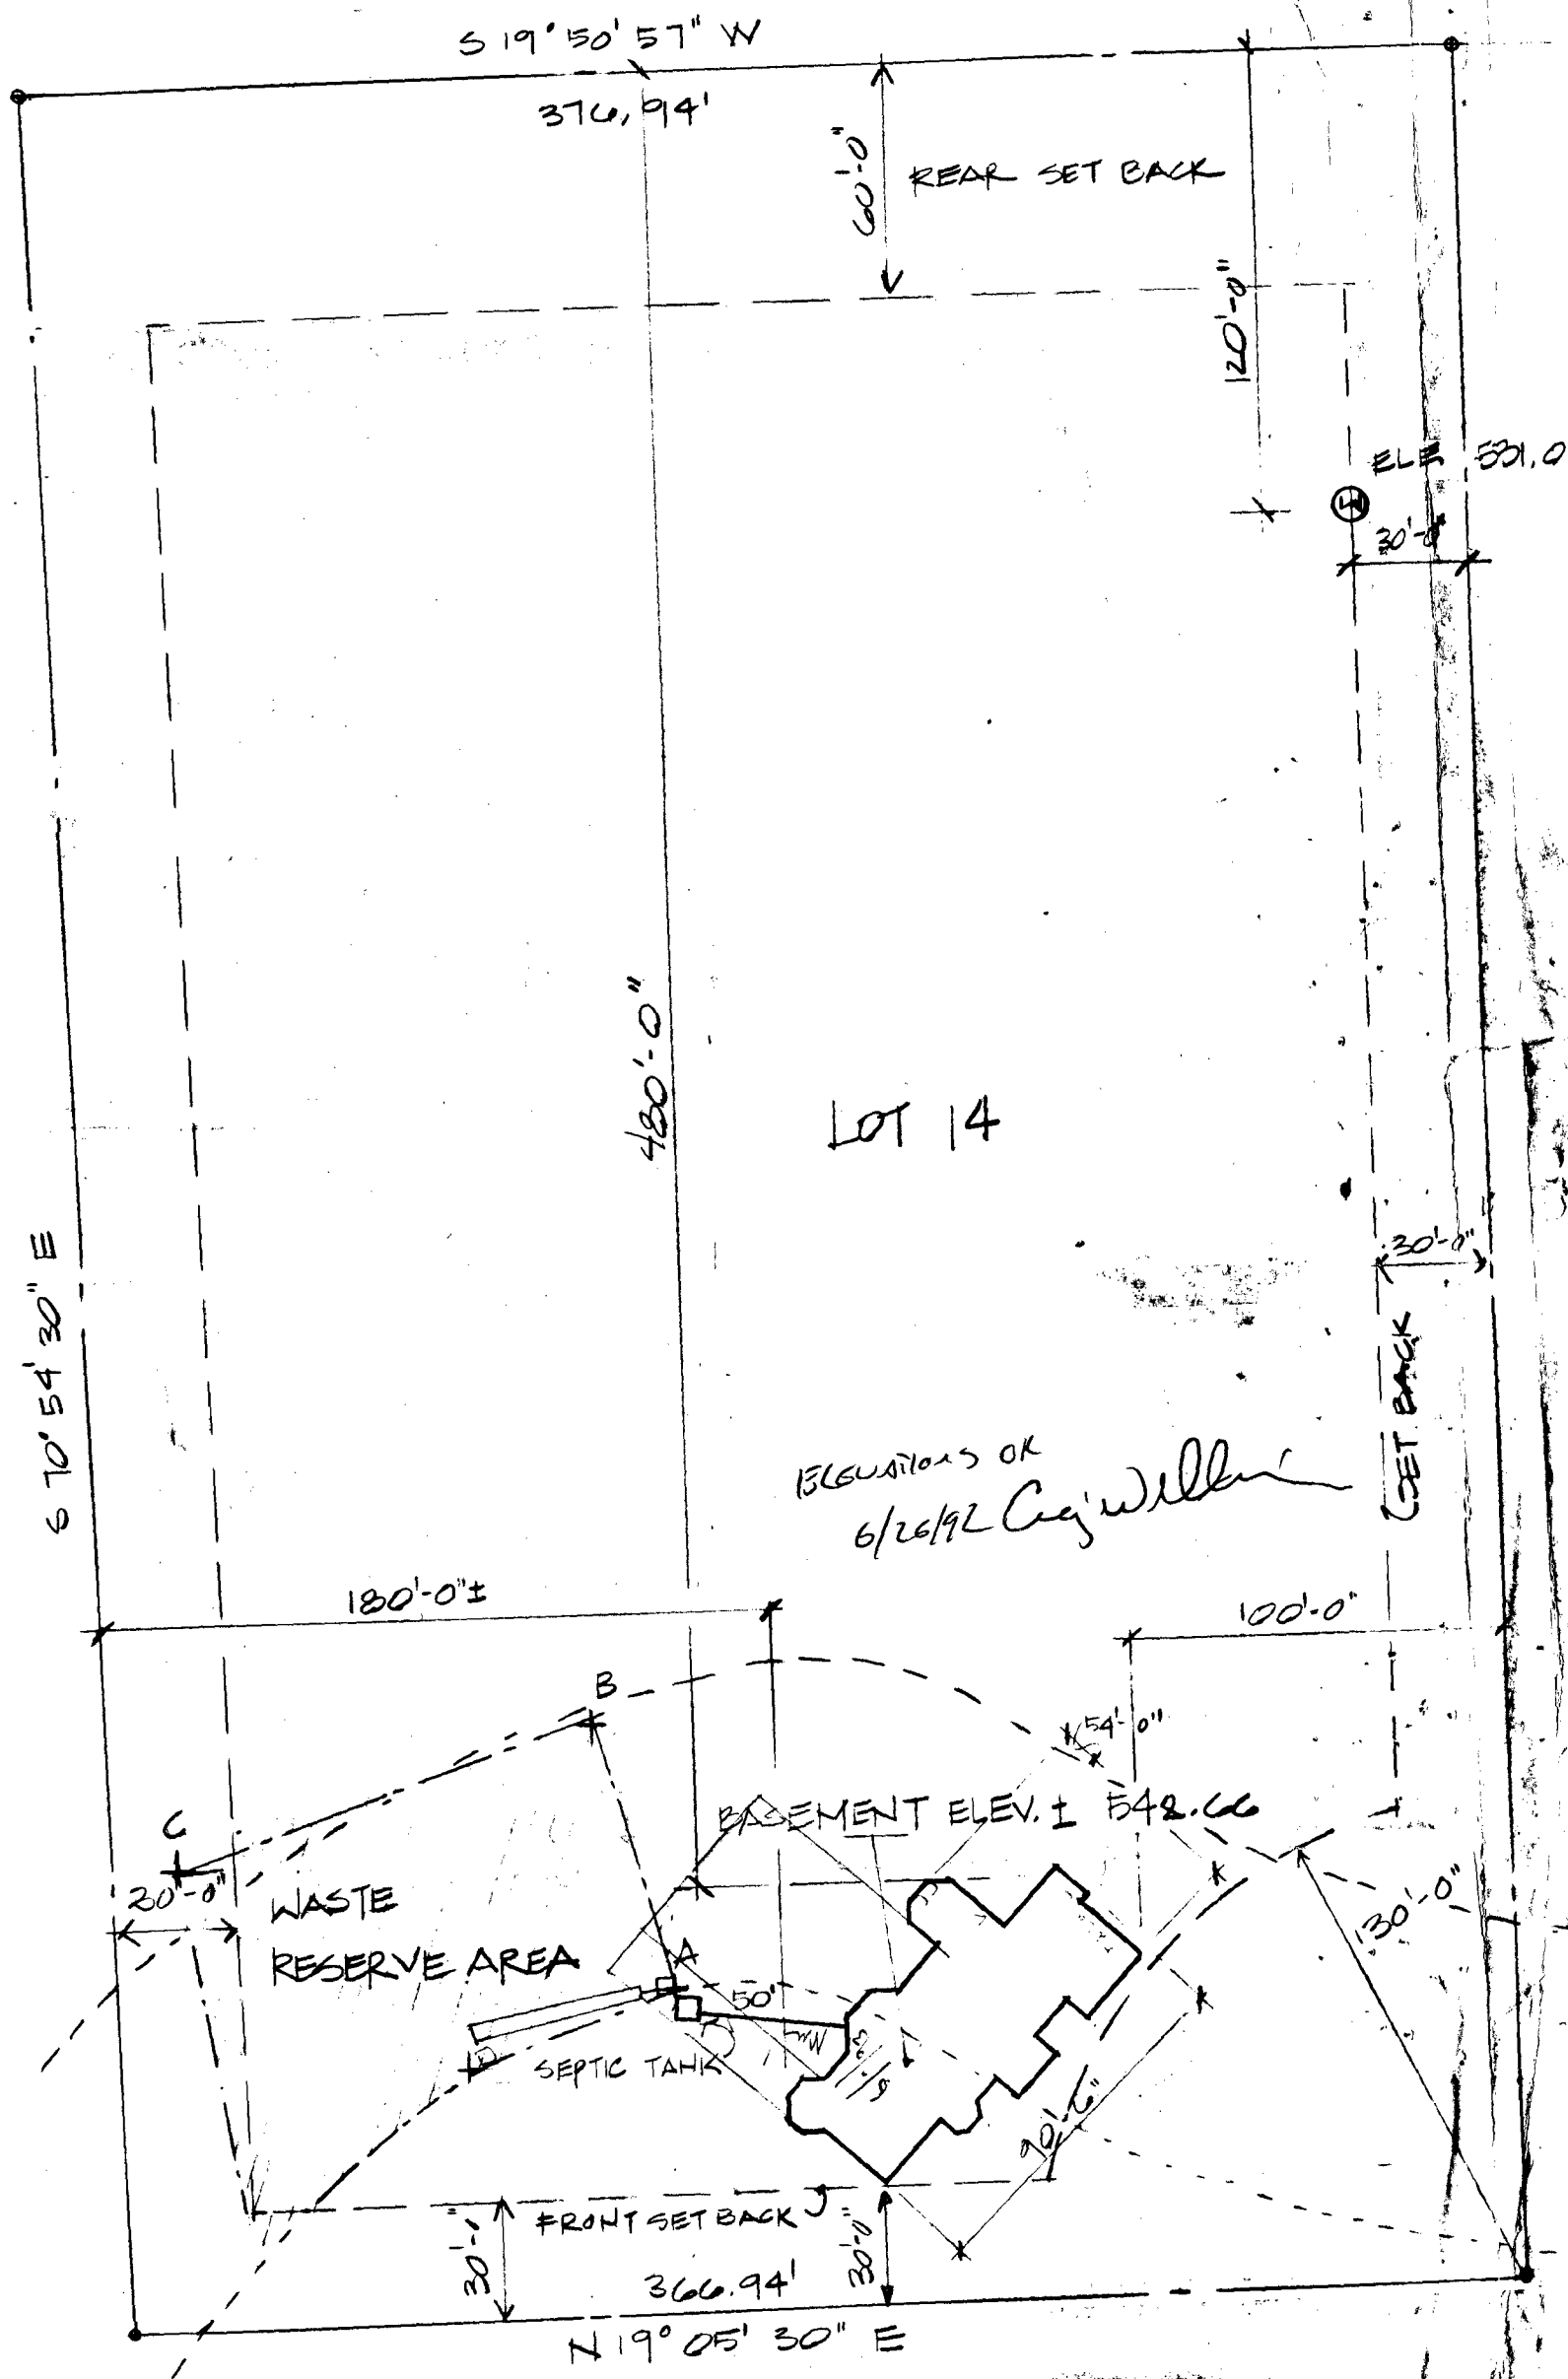 S 19° 50' 57" W
376.94'
60'-0"
REAR SET BACK
120'-0"
ELE 531.0
W
30'-0"
480'-0"
LOT 14
30'-0"
SET BACK
S 70° 54' 30" E
ELEVATIONS OK
6/26/92
180'-0"±
100'-0"
B
54'-0"
BASEMENT ELEV. ± 548.66
C
30'-0"
WASTE
RESERVE AREA
A
50'
130'-0"
D
SEPTIC TANK
90'-6"
FRONT SET BACK
30'-0"
30'-0"
366.94'
N 19° 05' 30" E